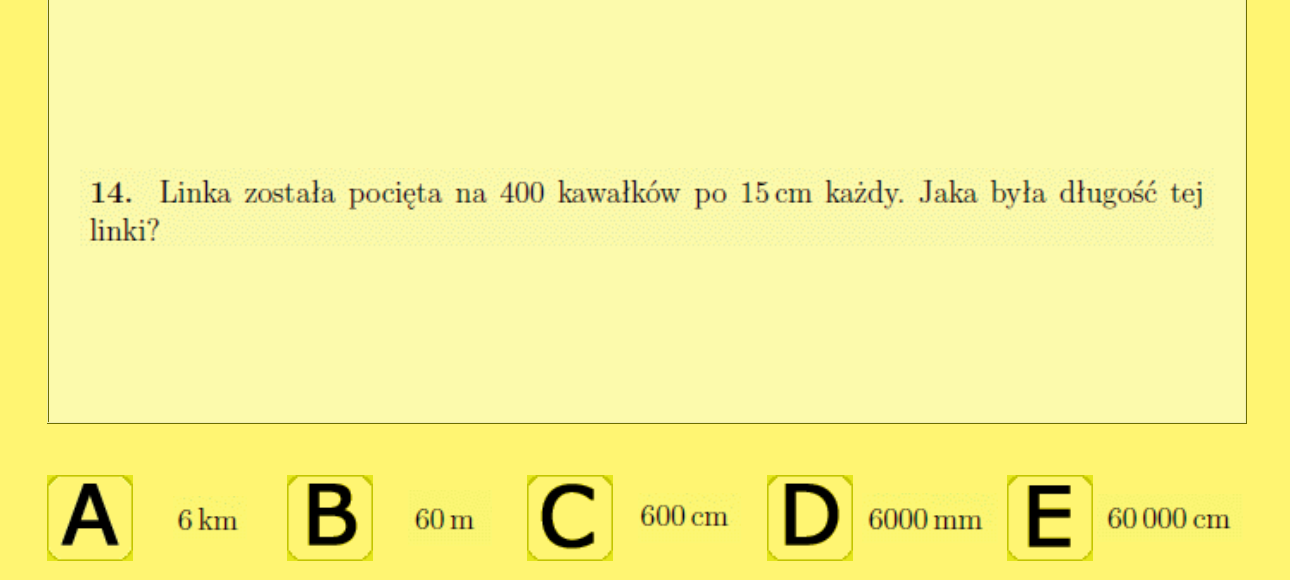 14. Linka została pocięta na 400 kawałków po 15 cm każdy. Jaka była długość tej
linki?
A 6 km B 60 m C 600 cm D 6000 mm E 60 000 cm